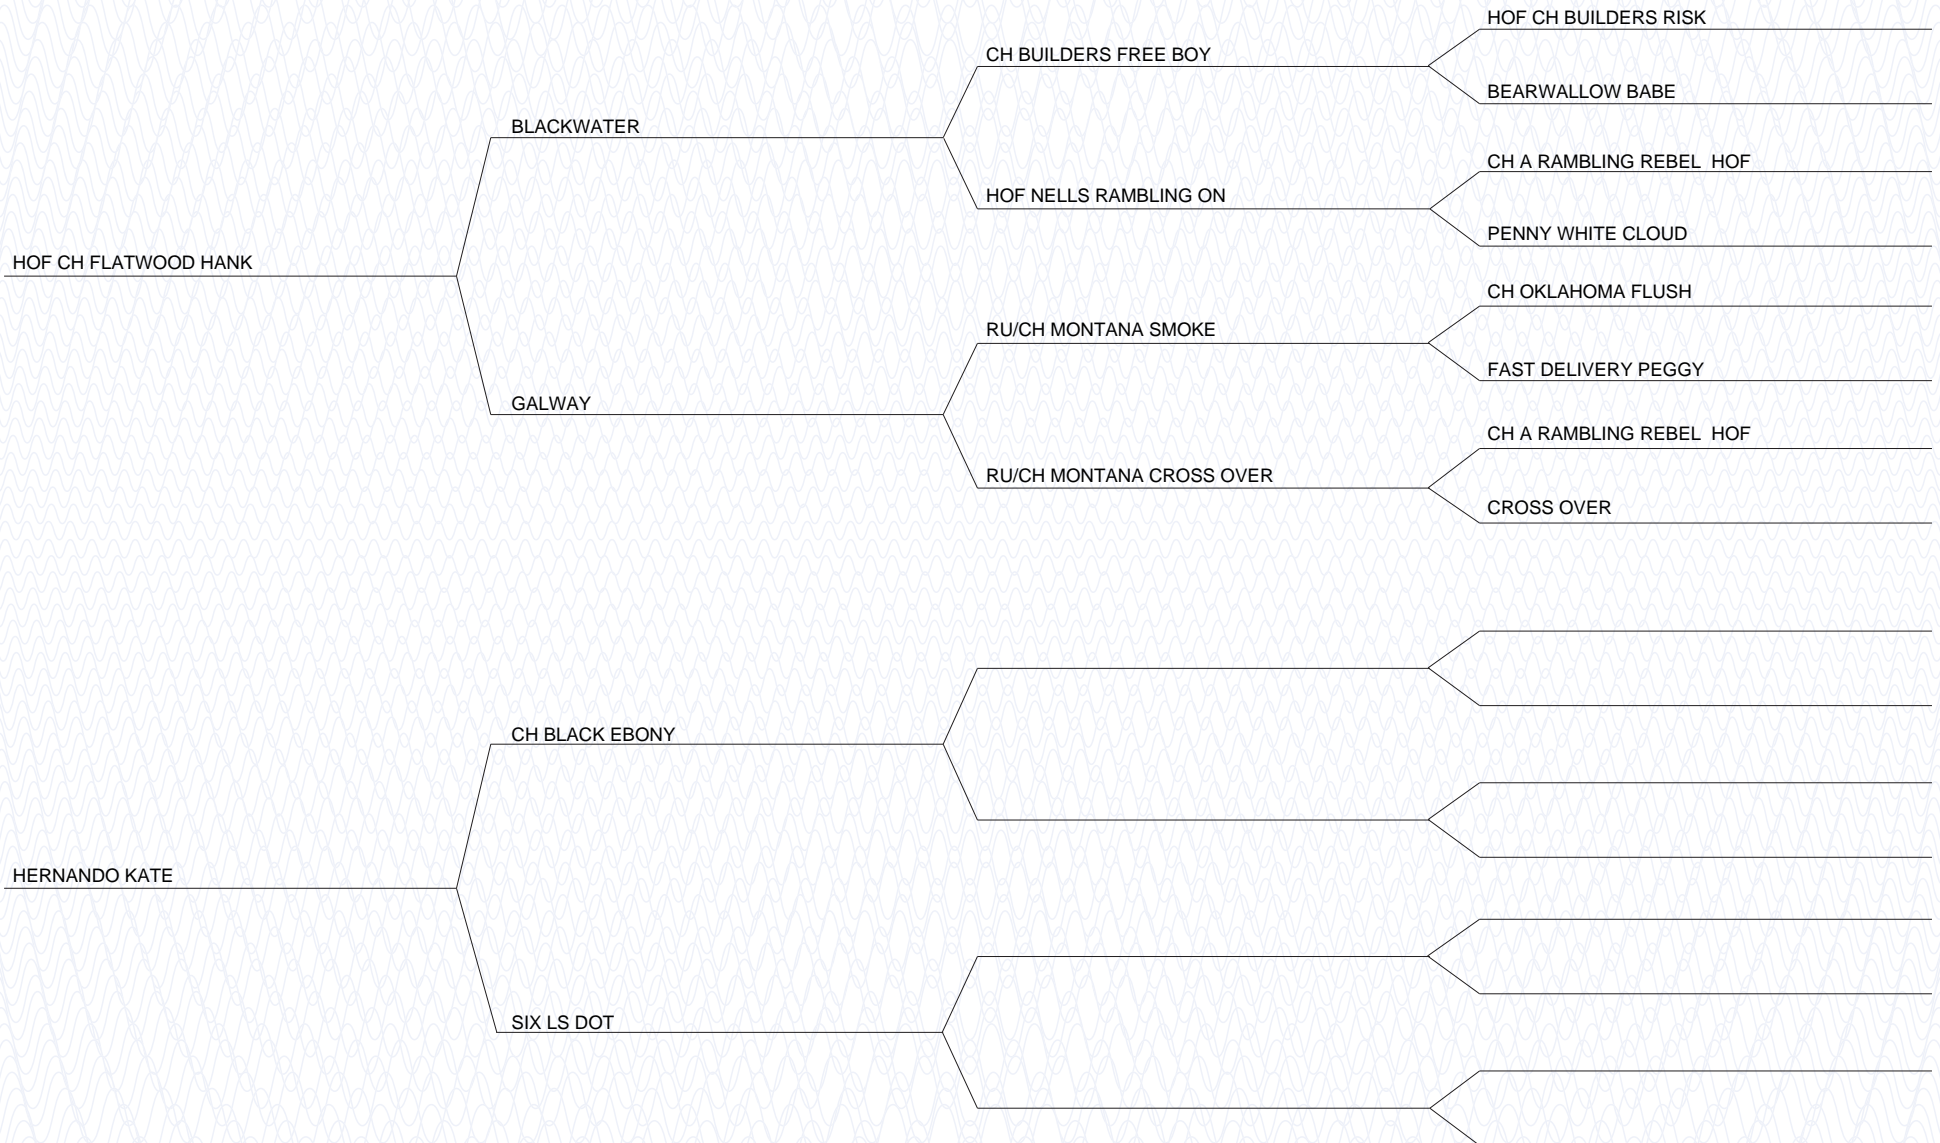 HOF CH BUILDERS RISK
CH BUILDERS FREE BOY
BEARWALLOW BABE
BLACKWATER
CH A RAMBLING REBEL  HOF
HOF NELLS RAMBLING ON
PENNY WHITE CLOUD
HOF CH FLATWOOD HANK
CH OKLAHOMA FLUSH
RU/CH MONTANA SMOKE
FAST DELIVERY PEGGY
GALWAY
CH A RAMBLING REBEL  HOF
RU/CH MONTANA CROSS OVER
CROSS OVER
CH BLACK EBONY
HERNANDO KATE
SIX LS DOT